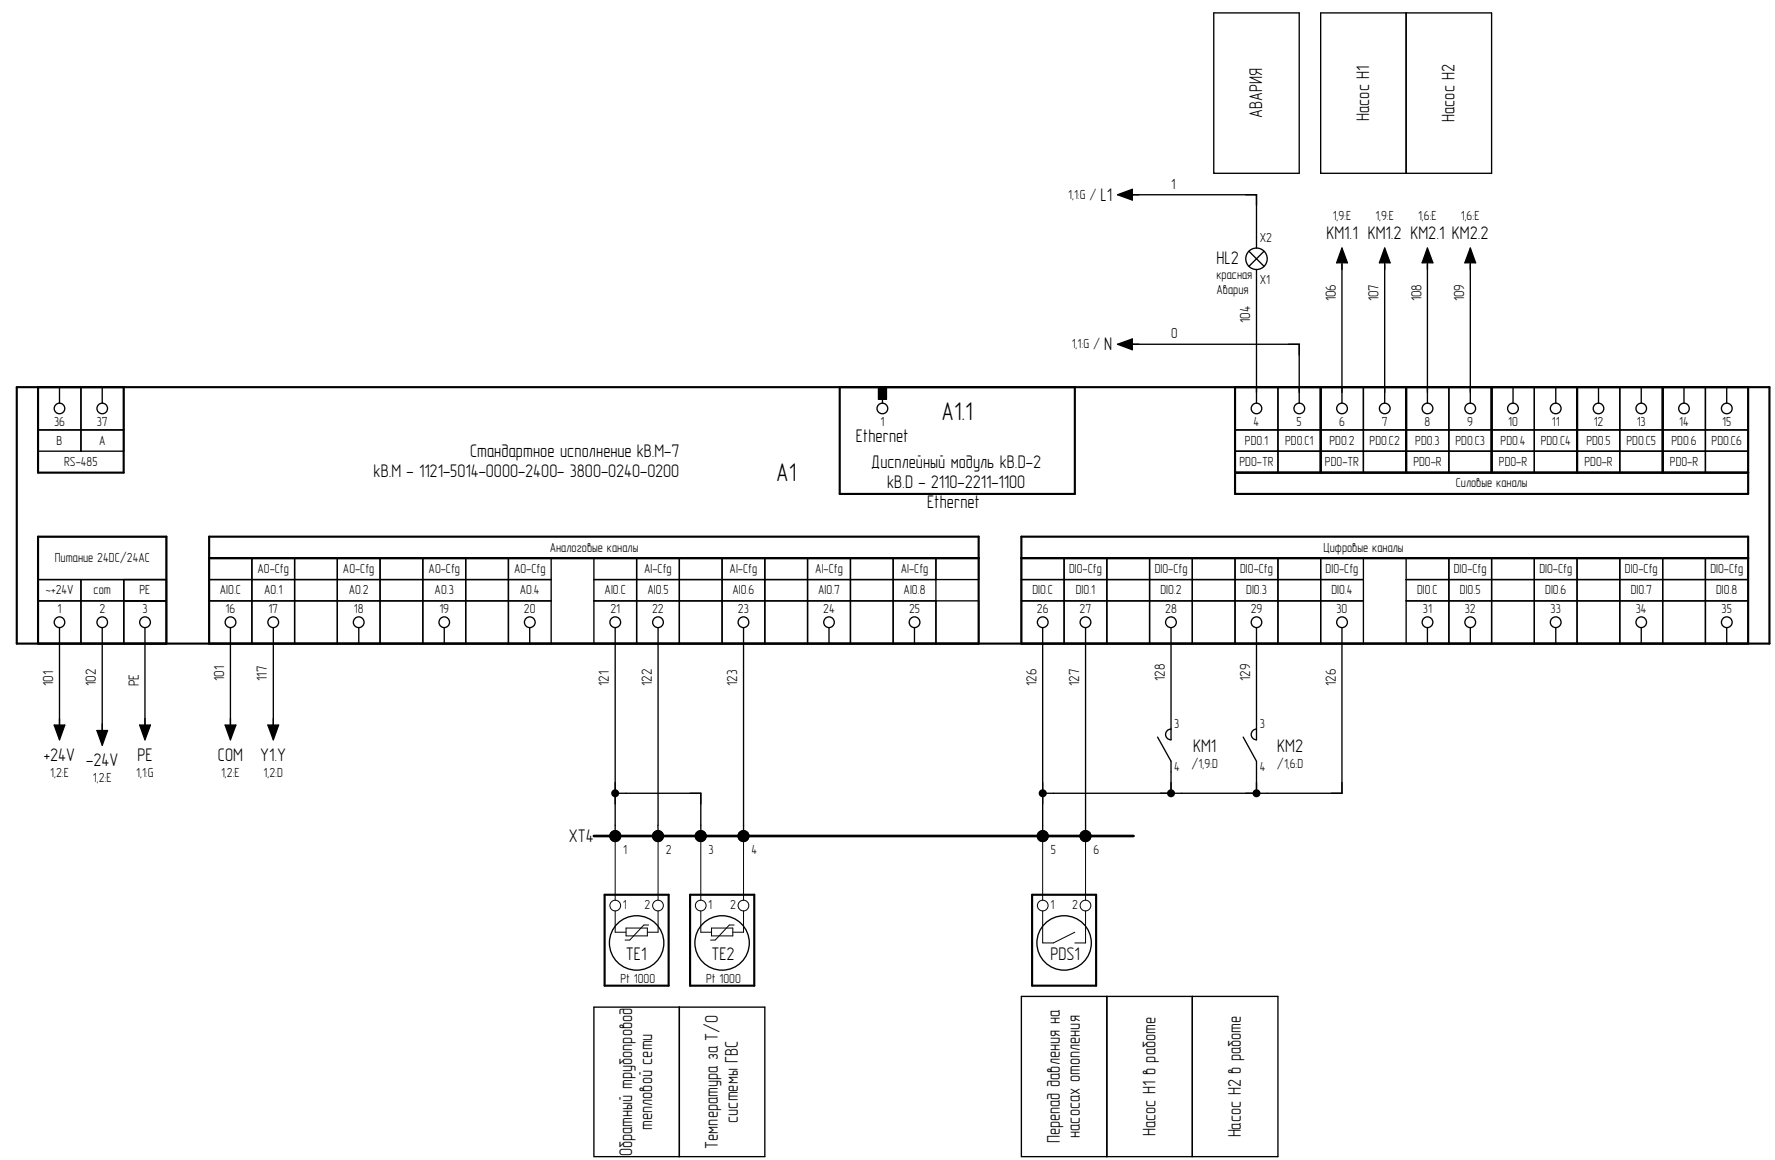 АВАРИЯ
Насос Н1
Насос Н2
1,1:G / L1
1
X2
HL2
красная
Авария
X1
104
1,1:G / N
0
1,9:E
KM1.1
106
1,9:E
KM1.2
107
1,6:E
KM2.1
108
1,6:E
KM2.2
109
36 37
B A
RS-485
Стандартное исполнение kB.M-7
kB.M - 1121-5014-0000-2400- 3800-0240-0200
A1
1
Ethernet
A1.1
Дисплейный модуль kB.D-2
kB.D - 2110-2211-1100
Ethernet
4 5 6 7 8 9 10 11 12 13 14 15
PDO.1 PDO.C1 PDO.2 PDO.C2 PDO.3 PDO.C3 PDO.4 PDO.C4 PDO.5 PDO.C5 PDO.6 PDO.C6
PDO-TR PDO-TR PDO-R PDO-R PDO-R PDO-R
Силовые каналы
Питание 24DC/24AC
~+24V com PE
1 2 3
Аналоговые каналы
AO-Cfg AO-Cfg AO-Cfg AO-Cfg AI-Cfg AI-Cfg AI-Cfg AI-Cfg
AIO.C AO.1 AO.2 AO.3 AO.4 AIO.C AIO.5 AIO.6 AIO.7 AIO.8
16 17 18 19 20 21 22 23 24 25
Цифровые каналы
DIO-Cfg DIO-Cfg DIO-Cfg DIO-Cfg DIO-Cfg DIO-Cfg DIO-Cfg DIO-Cfg
DIO.C DIO.1 DIO.2 DIO.3 DIO.4 DIO.C DIO.5 DIO.6 DIO.7 DIO.8
26 27 28 29 30 31 32 33 34 35
101 102 PE 101 117 121 122 123 126 127 128 129 126
+24V
1,2:E
-24V
1,2:E
PE
1,1:G
COM
1,2:E
Y1.Y
1,2:D
3
KM1
4 /1,9:D
3
KM2
4 /1,6:D
XT4
1 2 3 4 5 6
1 2
TE1
Pt 1000
1 2
TE2
Pt 1000
1 2
PDS1
Обратный трубопровод
тепловой сети
Температура за Т/О
системы ГВС
Перепад давления на
насосах отопления
Насос Н1 в работе
Насос Н2 в работе